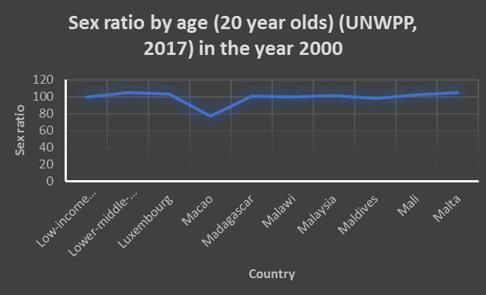 Sex ratio by age (20 year olds) (UNWPP,
2017) in the year 2000
120
100
80
60
40
20
0
Sex ratio
Low-income...
Lower-middle-...
Luxembourg
Macao
Madagascar
Malawi
Malaysia
Maldives
Mali
Malta
Country